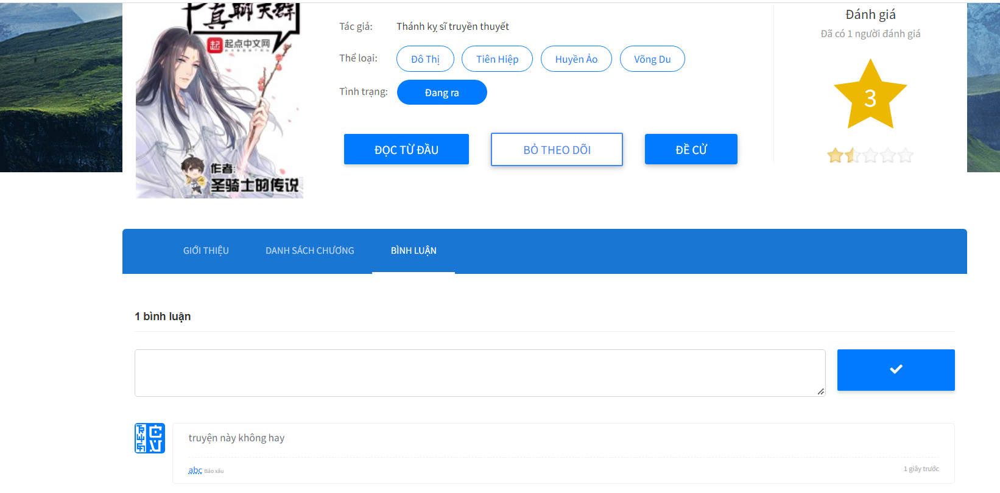 真聊天群
起 起点中文网
作者:
圣骑士的传说
Tác giả: Thánh kỵ sĩ truyền thuyết
Thể loại: Đô Thị Tiên Hiệp Huyền Ảo Võng Du
Tình trạng: Đang ra
ĐỌC TỪ ĐẦU BỎ THEO DÕI ĐỀ CỬ
Đánh giá
Đã có 1 người đánh giá
3
GIỚI THIỆU DANH SÁCH CHƯƠNG BÌNH LUẬN
1 bình luận
truyện này không hay
abc Báo xấu 1 giây trước